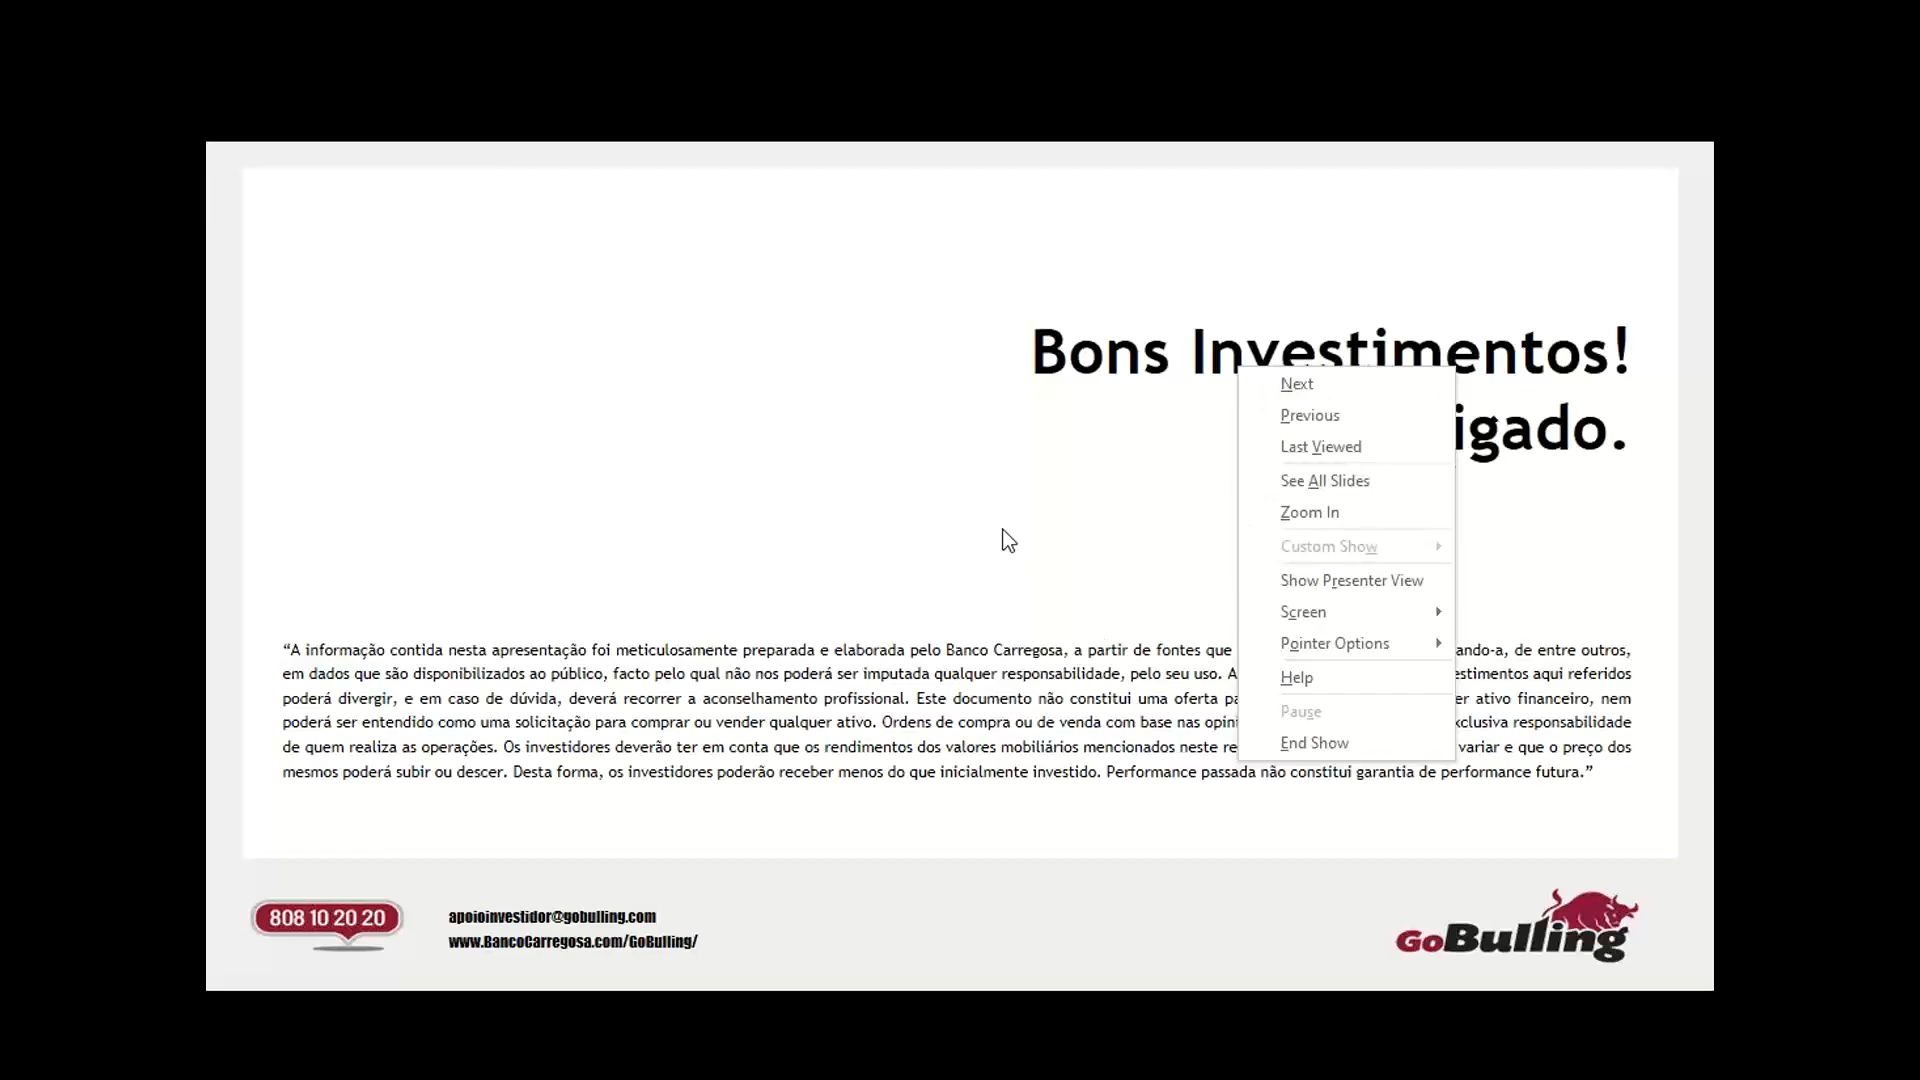 Bons Investimentos!
igado.
Next
Previous
Last Viewed
See All Slides
Zoom In
Custom Show
Show Presenter View
Screen
Pointer Options
Help
Pause
End Show
“A informação contida nesta apresentação foi meticulosamente preparada e elaborada pelo Banco Carregosa, a partir de fontes que ando-a, de entre outros,
em dados que são disponibilizados ao público, facto pelo qual não nos poderá ser imputada qualquer responsabilidade, pelo seu uso. A estimentos aqui referidos
poderá divergir, e em caso de dúvida, deverá recorrer a aconselhamento profissional. Este documento não constitui uma oferta pa er ativo financeiro, nem
poderá ser entendido como uma solicitação para comprar ou vender qualquer ativo. Ordens de compra ou de venda com base nas opini xclusiva responsabilidade
de quem realiza as operações. Os investidores deverão ter em conta que os rendimentos dos valores mobiliários mencionados neste re variar e que o preço dos
mesmos poderá subir ou descer. Desta forma, os investidores poderão receber menos do que inicialmente investido. Performance passada não constitui garantia de performance futura.”
808 10 20 20
apoioinvestidor@gobulling.com
www.BancoCarregosa.com/GoBulling/
GoBulling